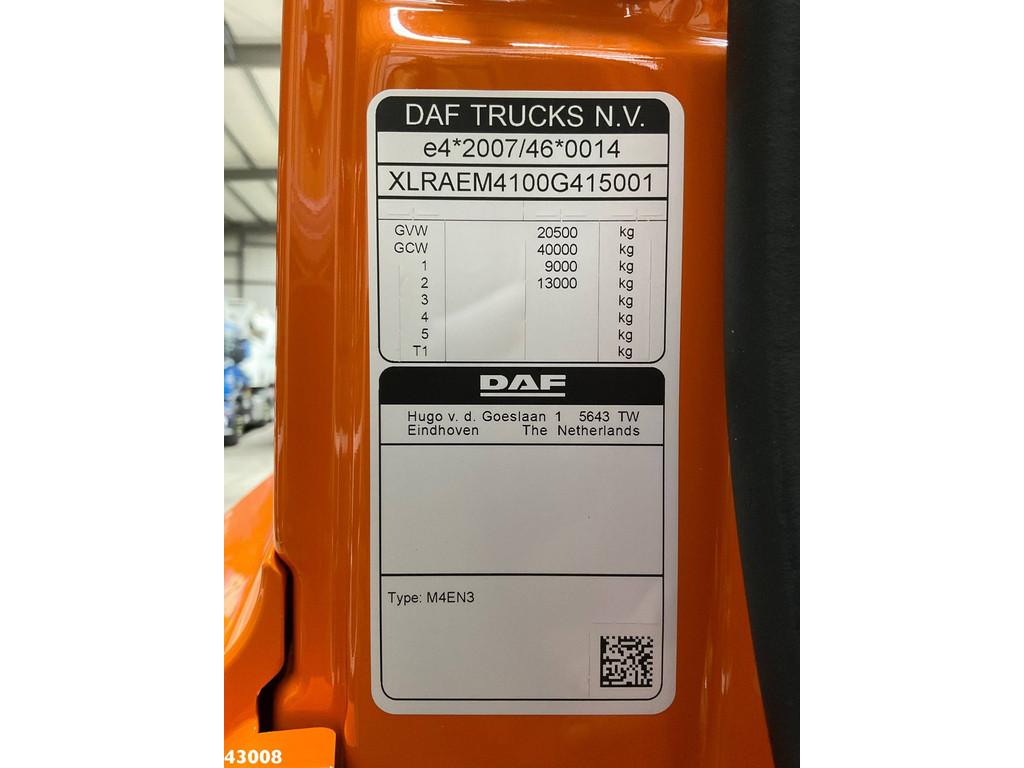 DAF TRUCKS N.V.
e4*2007/46*0014
XLRAEM4100G415001
GVW 20500 kg
GCW 40000 kg
1 9000 kg
2 13000 kg
3 kg
4 kg
5 kg
T1 kg
DAF
Hugo v. d. Goeslaan 1 5643 TW
Eindhoven The Netherlands
Type: M4EN3
43008